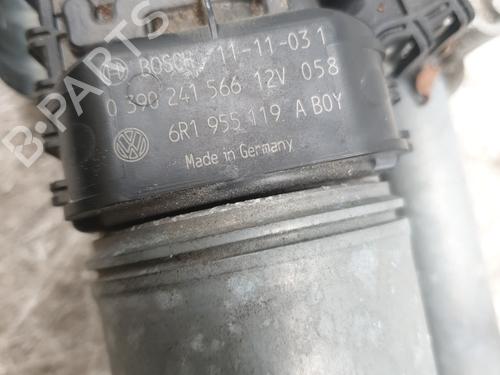 BOSCH 11-11-03 1
0 390 241 566 12V 058
6R1 955 119 A BOY
Made in Germany
B-Parts